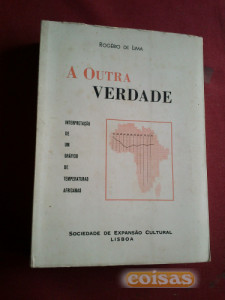 ROGÉRIO DE LIMA
A OUTRA
VERDADE
INTERPRETAÇÃO
DE
UM
GRÁFICO
DE
TEMPERATURAS
AFRICANAS
SOCIEDADE DE EXPANSÃO CULTURAL
LISBOA
coisas